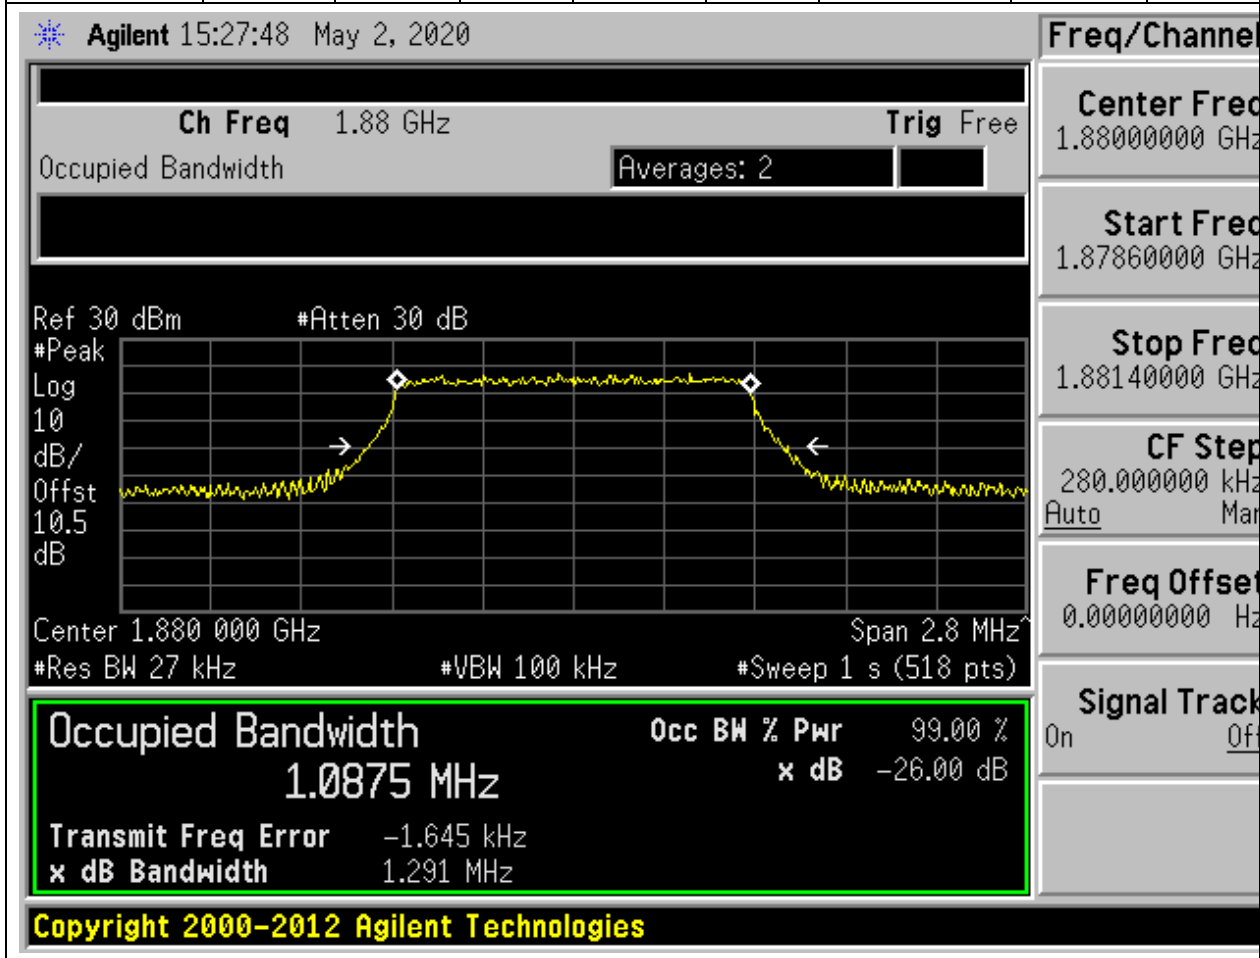 Agilent 15:27:48 May 2, 2020
Freq/Channel
Ch Freq 1.88 GHz
Trig Free
Occupied Bandwidth
Averages: 2
Ref 30 dBm
#Atten 30 dB
#Peak
Log
10
dB/
Offst
10.5
dB
Center 1.880 000 GHz
Span 2.8 MHz^
#Res BW 27 kHz
#VBW 100 kHz
#Sweep 1 s (518 pts)
Occupied Bandwidth
1.0875 MHz
Occ BW % Pwr 99.00 %
x dB -26.00 dB
Transmit Freq Error -1.645 kHz
x dB Bandwidth 1.291 MHz
Copyright 2000-2012 Agilent Technologies
Center Freq
1.88000000 GHz
Start Freq
1.87860000 GHz
Stop Freq
1.88140000 GHz
CF Step
280.000000 kHz
Auto Man
Freq Offset
0.00000000 Hz
Signal Track
On Off